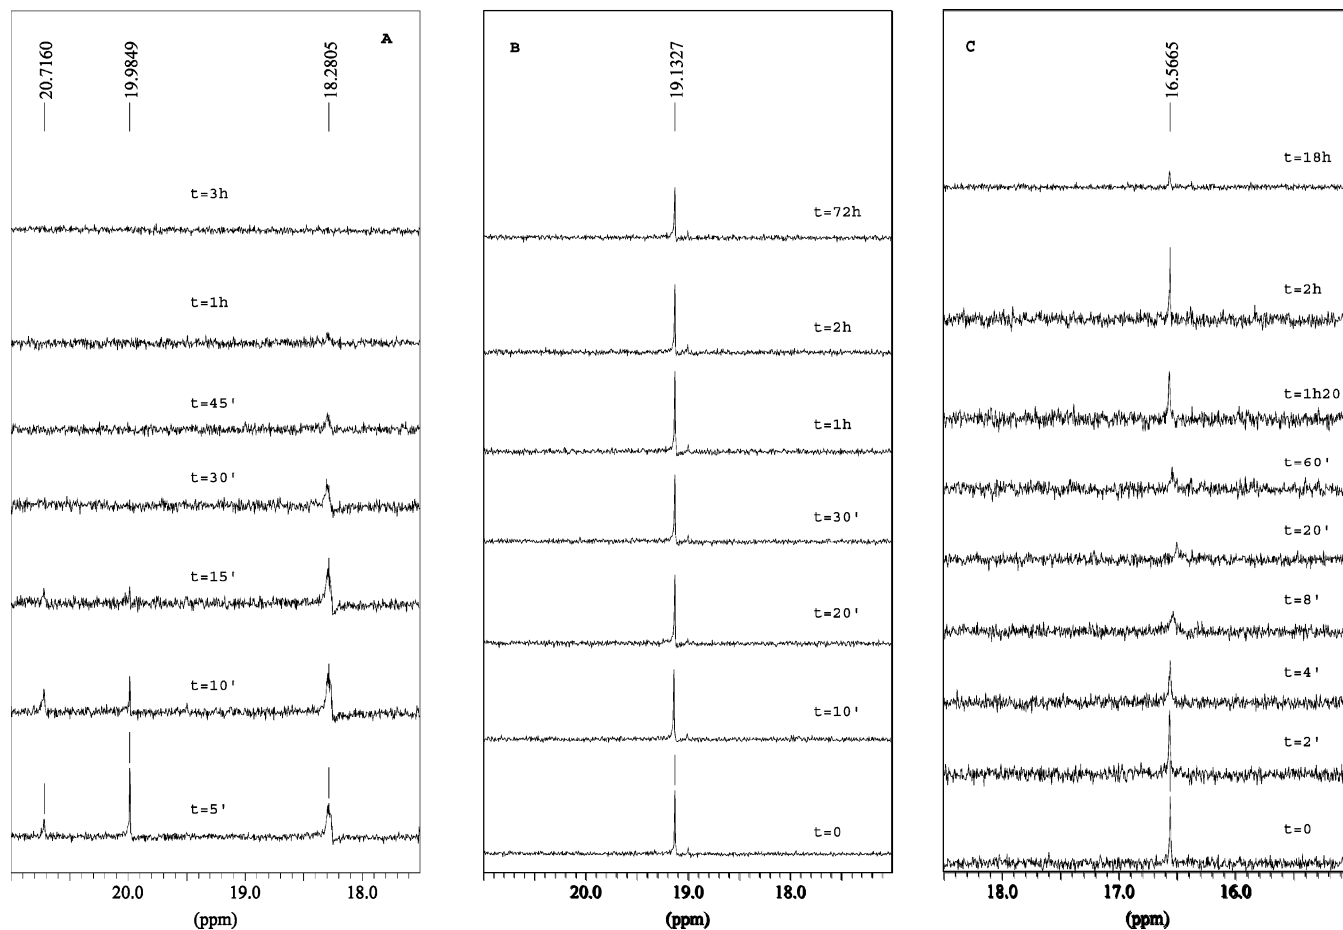 A
20.7160
19.9849
18.2805
t=3h
t=1h
t=45'
t=30'
t=15'
t=10'
t=5'
20.0 19.0 18.0
(ppm)
B
19.1327
t=72h
t=2h
t=1h
t=30'
t=20'
t=10'
t=0
20.0 19.0 18.0
(ppm)
C
16.5665
t=18h
t=2h
t=1h20
t=60'
t=20'
t=8'
t=4'
t=2'
t=0
18.0 17.0 16.0
(ppm)